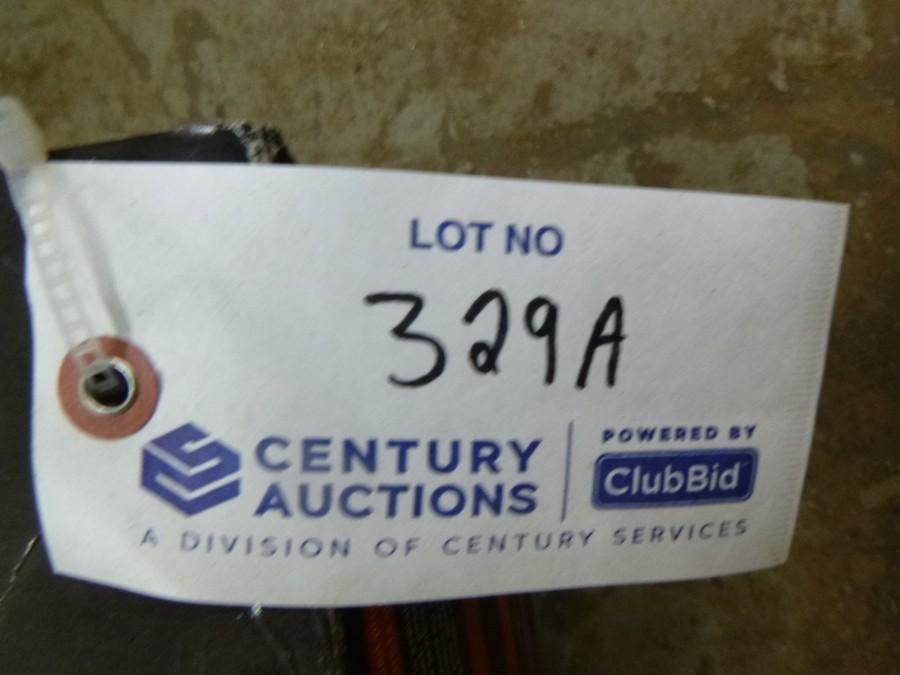 LOT NO
329A
CENTURY AUCTIONS
POWERED BY
ClubBid
A DIVISION OF CENTURY SERVICES